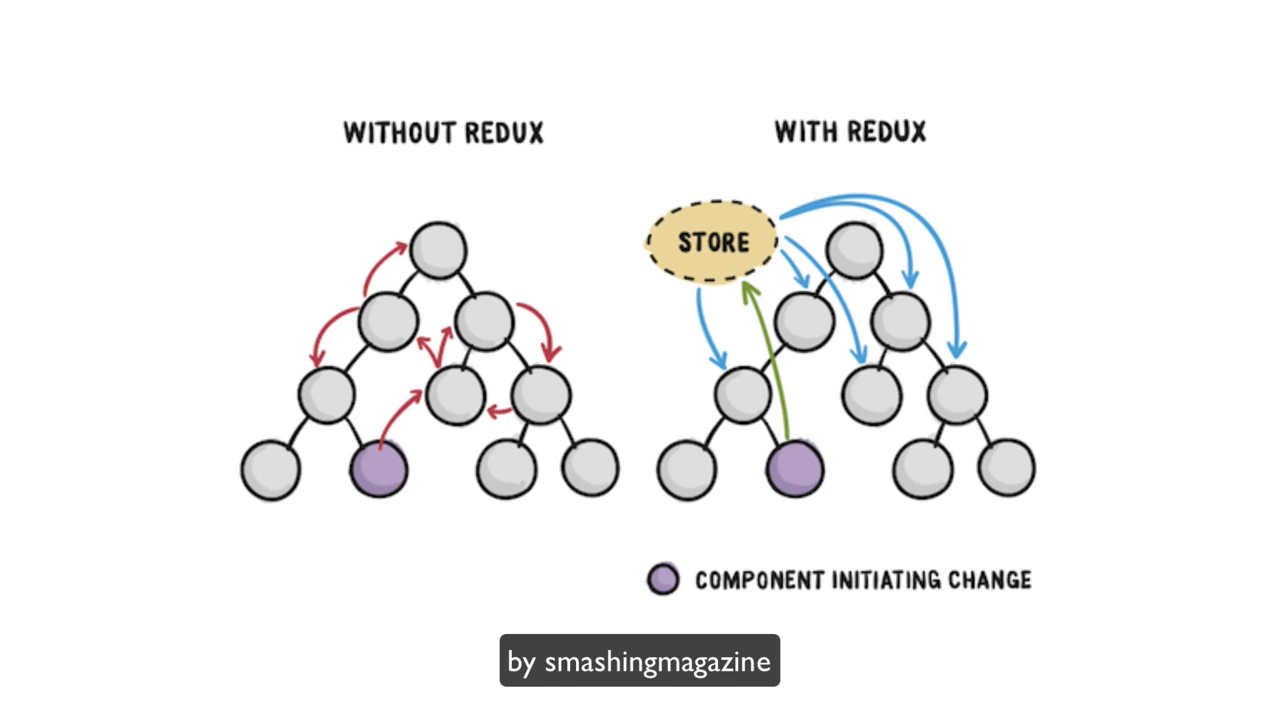 WITHOUT REDUX
WITH REDUX
STORE
COMPONENT INITIATING CHANGE
by smashingmagazine